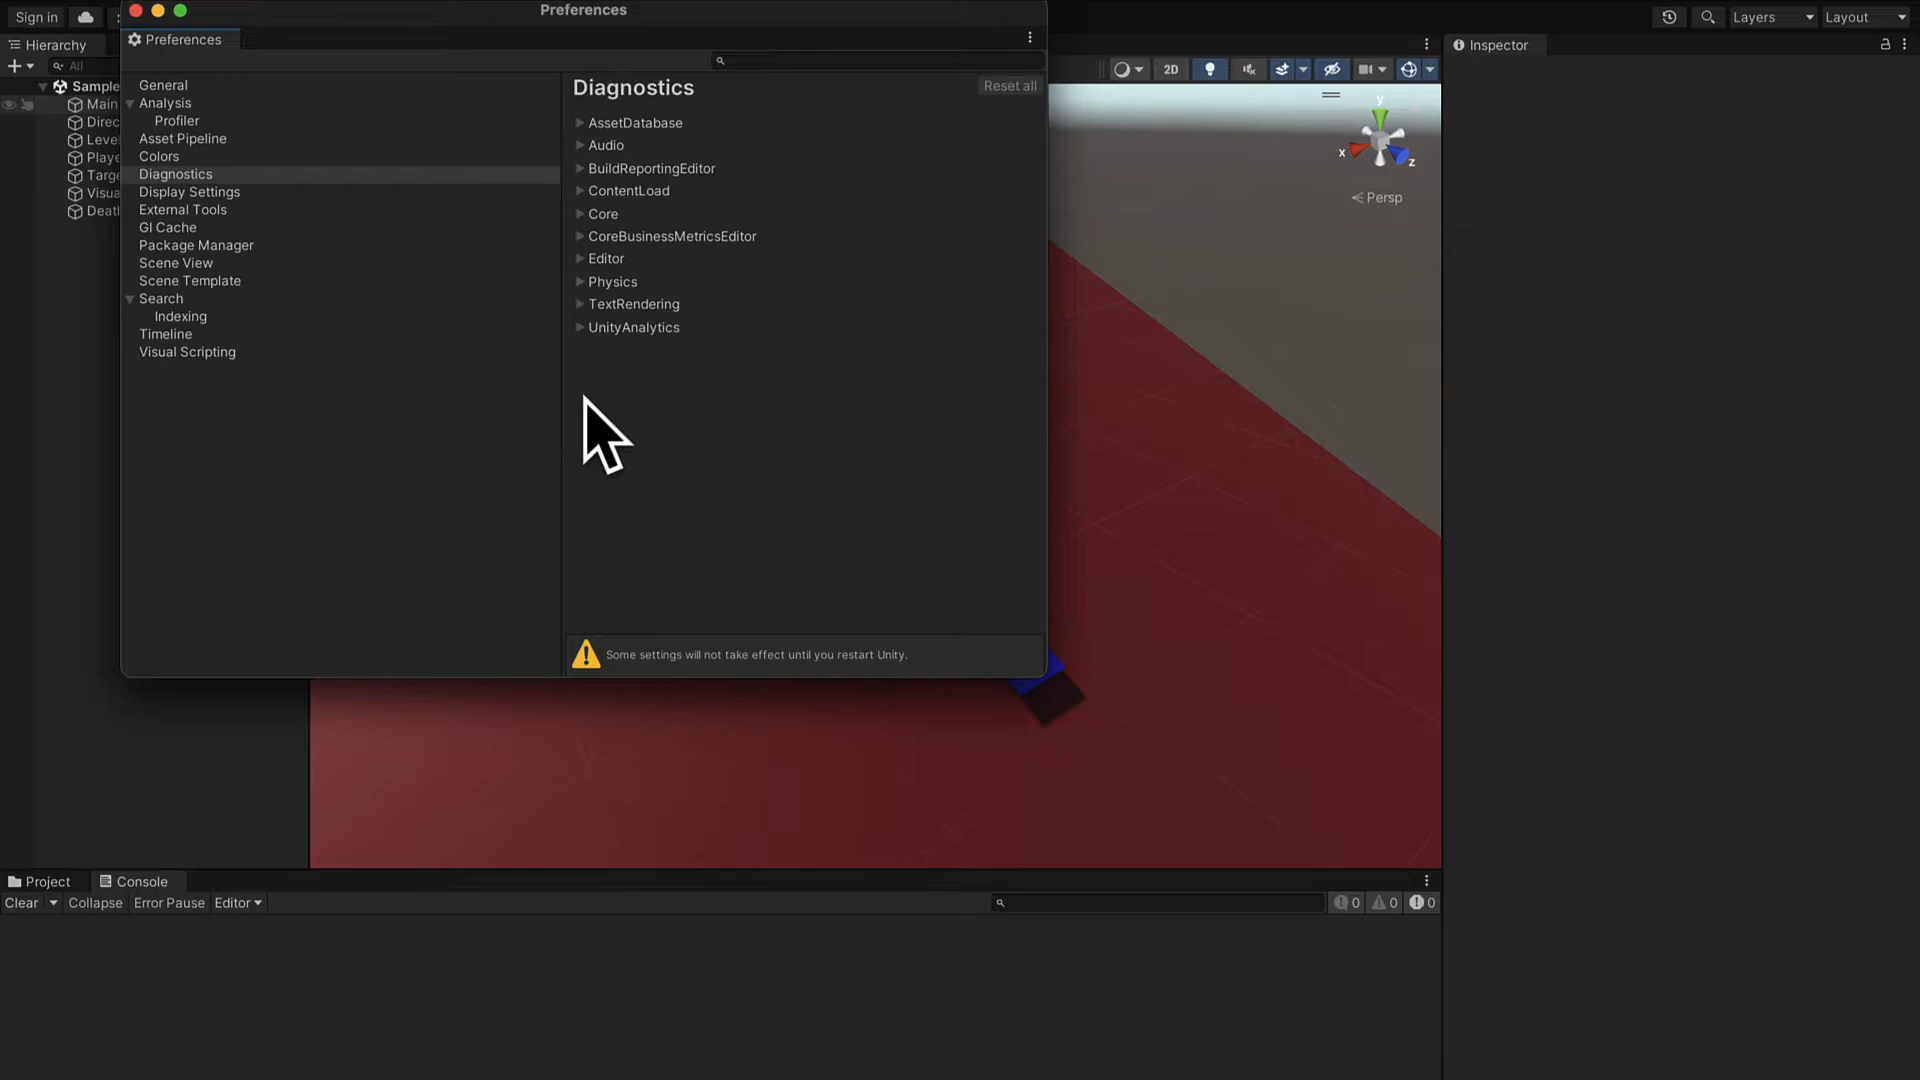 Sign in
Preferences
Layers
Layout
Hierarchy
Preferences
Inspector
All
2D
Sample
Main
Direc
Leve
Playe
Targe
Visua
Deatl
General
Analysis
Profiler
Asset Pipeline
Colors
Diagnostics
Display Settings
External Tools
GI Cache
Package Manager
Scene View
Scene Template
Search
Indexing
Timeline
Visual Scripting
Diagnostics
Reset all
AssetDatabase
Audio
BuildReportingEditor
ContentLoad
Core
CoreBusinessMetricsEditor
Editor
Physics
TextRendering
UnityAnalytics
Some settings will not take effect until you restart Unity.
y
x
z
Persp
Project
Console
Clear
Collapse
Error Pause
Editor
0
0
0